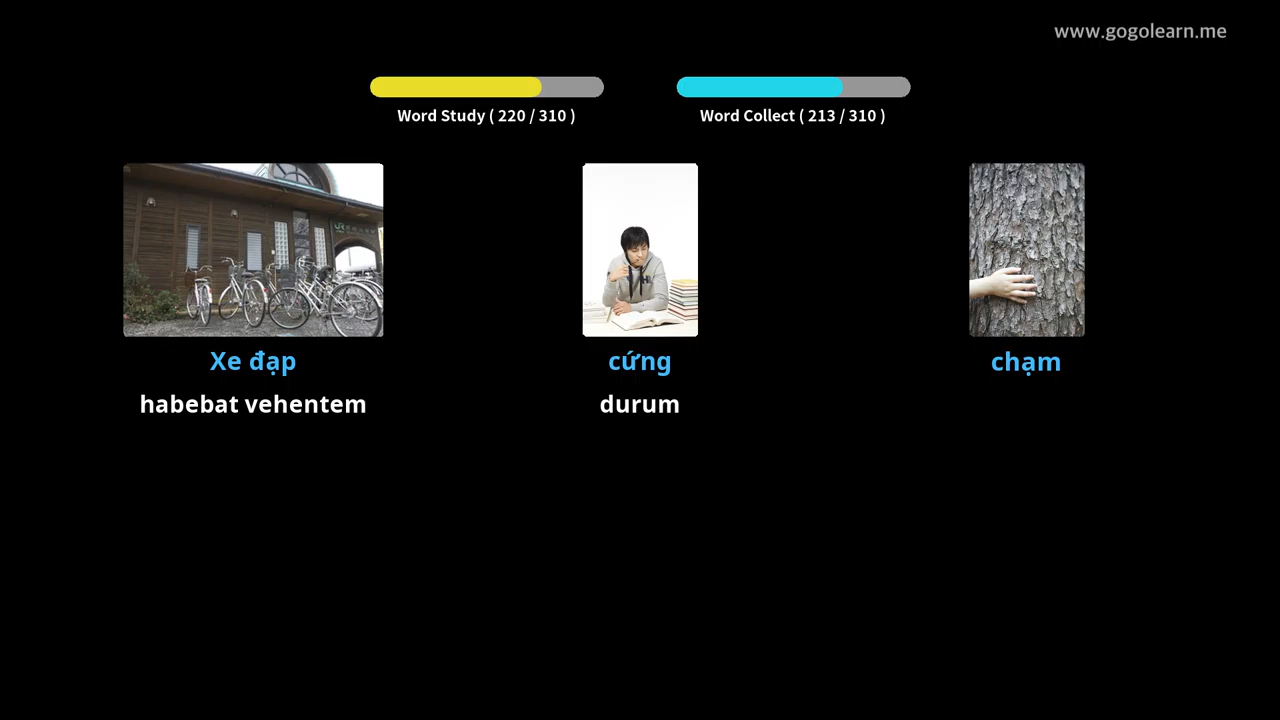 www.gogolearn.me
Word Study ( 220 / 310 )
Word Collect ( 213 / 310 )
Xe đạp
cứng
chạm
habebat vehentem
durum